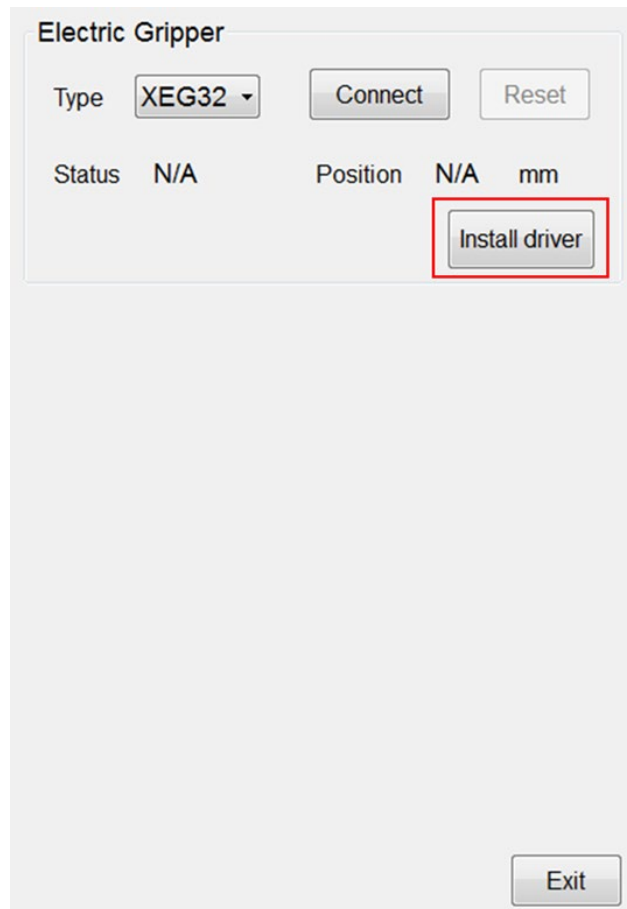 Electric Gripper
Type XEG32 Connect Reset
Status N/A Position N/A mm
Install driver
Exit